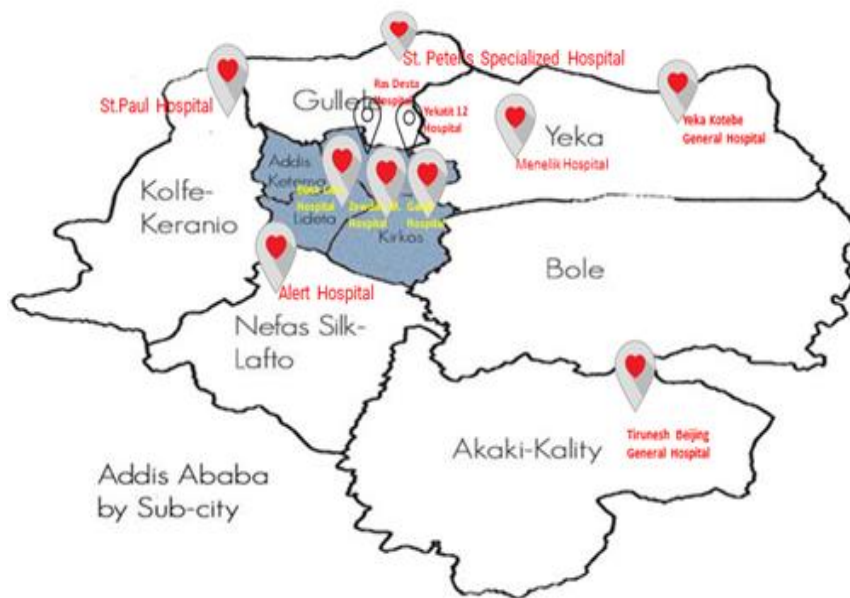 St. Peter's Specialized Hospital
St.Paul Hospital
Gullele
Ras Desta
Hospital
Yekatit 12
Hospital
Yeka
Yeka Kotebe
General Hospital
Menelik Hospital
Addis
Ketema
Kolfe-
Keranio
Hospital
Zewditu M.
Hospital
Hospital
Lideta
Kirkos
Bole
Alert Hospital
Nefas Silk-
Lafto
Tirunesh Beijing
General Hospital
Akaki-Kality
Addis Ababa
by Sub-city